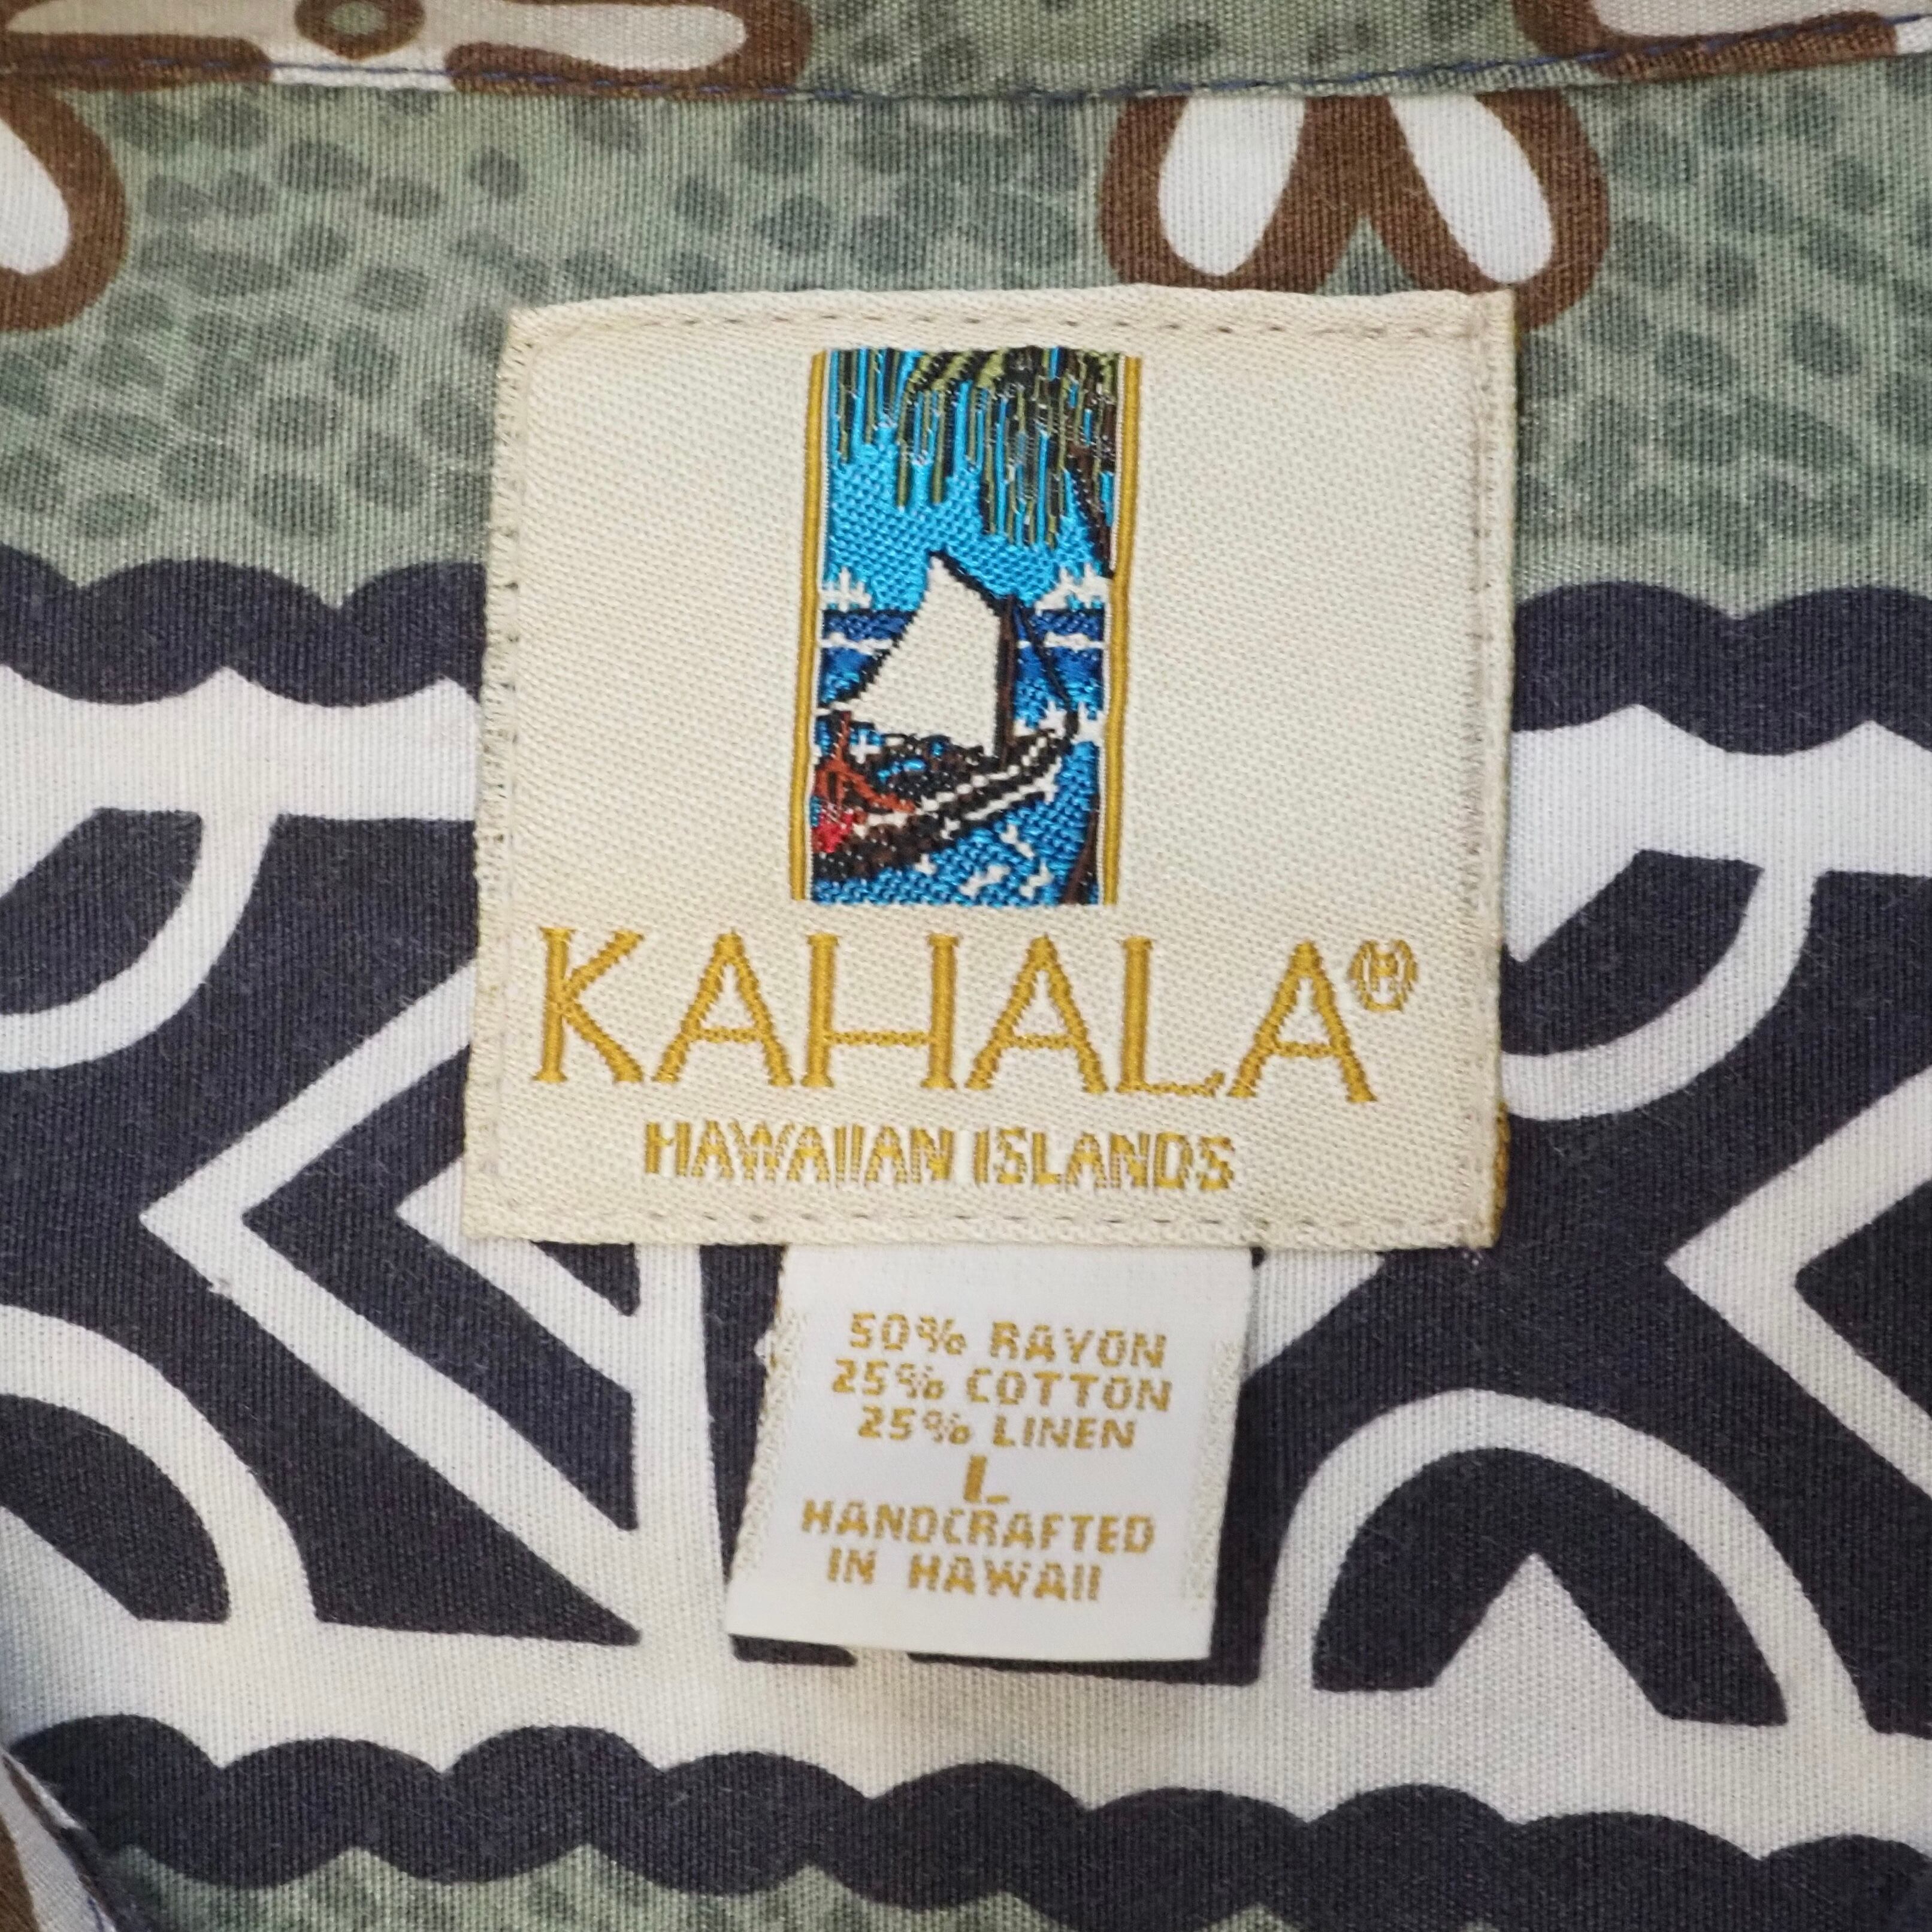 KAHALA®
HAWAIIAN ISLANDS
50% RAYON
25% COTTON
25% LINEN
L
HANDCRAFTED
IN HAWAII